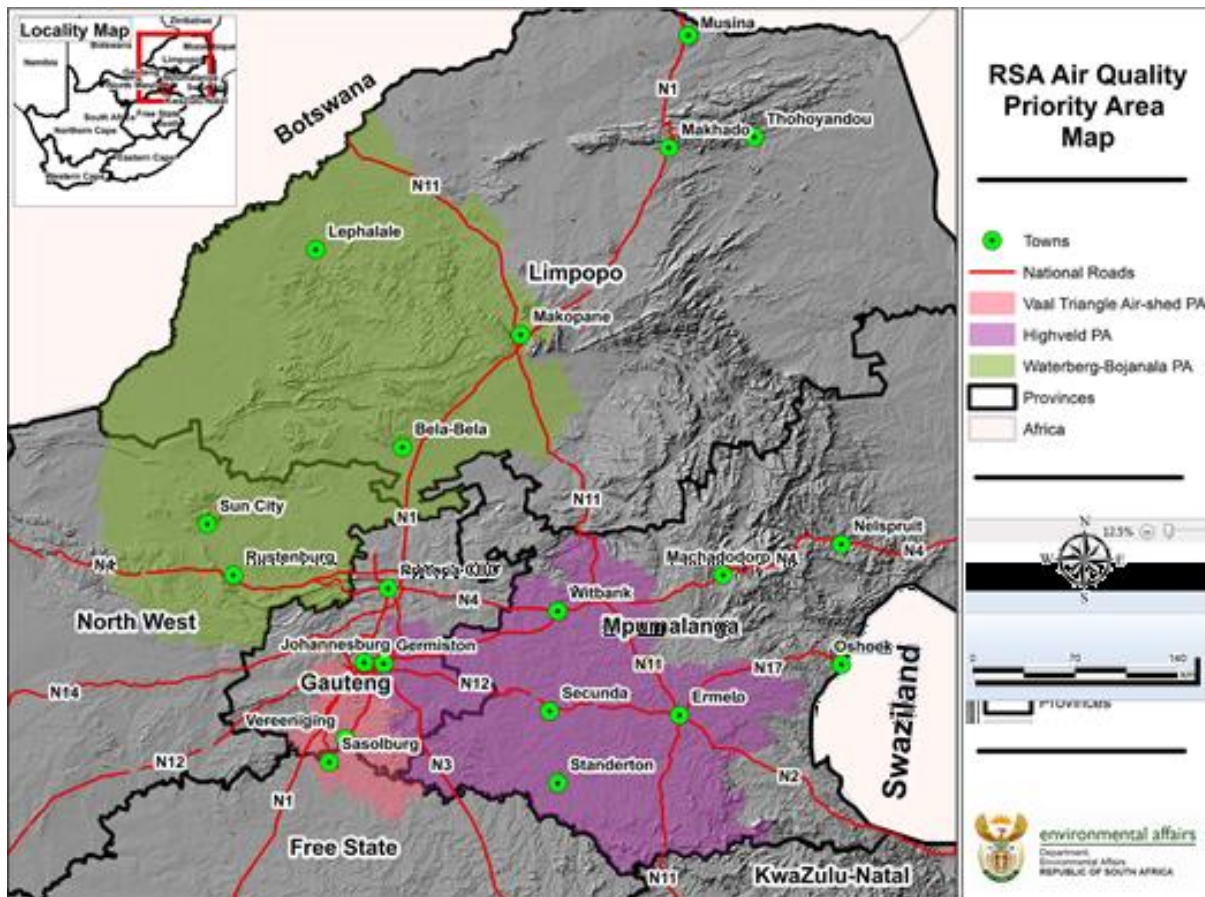 Locality Map
Zimbabwe
Botswana
Mozambique
Namibia
Limpopo
South Africa
Free State
Northern Cape
Eastern Cape
Western Cape
Botswana
Musina
N1
Makhado
Thohoyandou
N11
Lephalale
Limpopo
Makopane
Bela-Bela
N1
N11
Sun City
Nelspruit
N4
Rustenburg
Machadodorp
N4
N4
N4
Witbank
North West
Mpumalanga
Johannesburg
Germiston
Oshoek
N14
Gauteng
N12
N11
N17
Secunda
Ermelo
Vereeniging
Sasolburg
N12
N3
Standerton
N2
N1
Swaziland
Free State
N11
KwaZulu-Natal
RSA Air Quality
Priority Area
Map
Towns
National Roads
Vaal Triangle Air-shed PA
Highveld PA
Waterberg-Bojanala PA
Provinces
Africa
12.5%
N
W E
S
0 70 140
Provinces
environmental affairs
Department:
Environmental Affairs
REPUBLIC OF SOUTH AFRICA